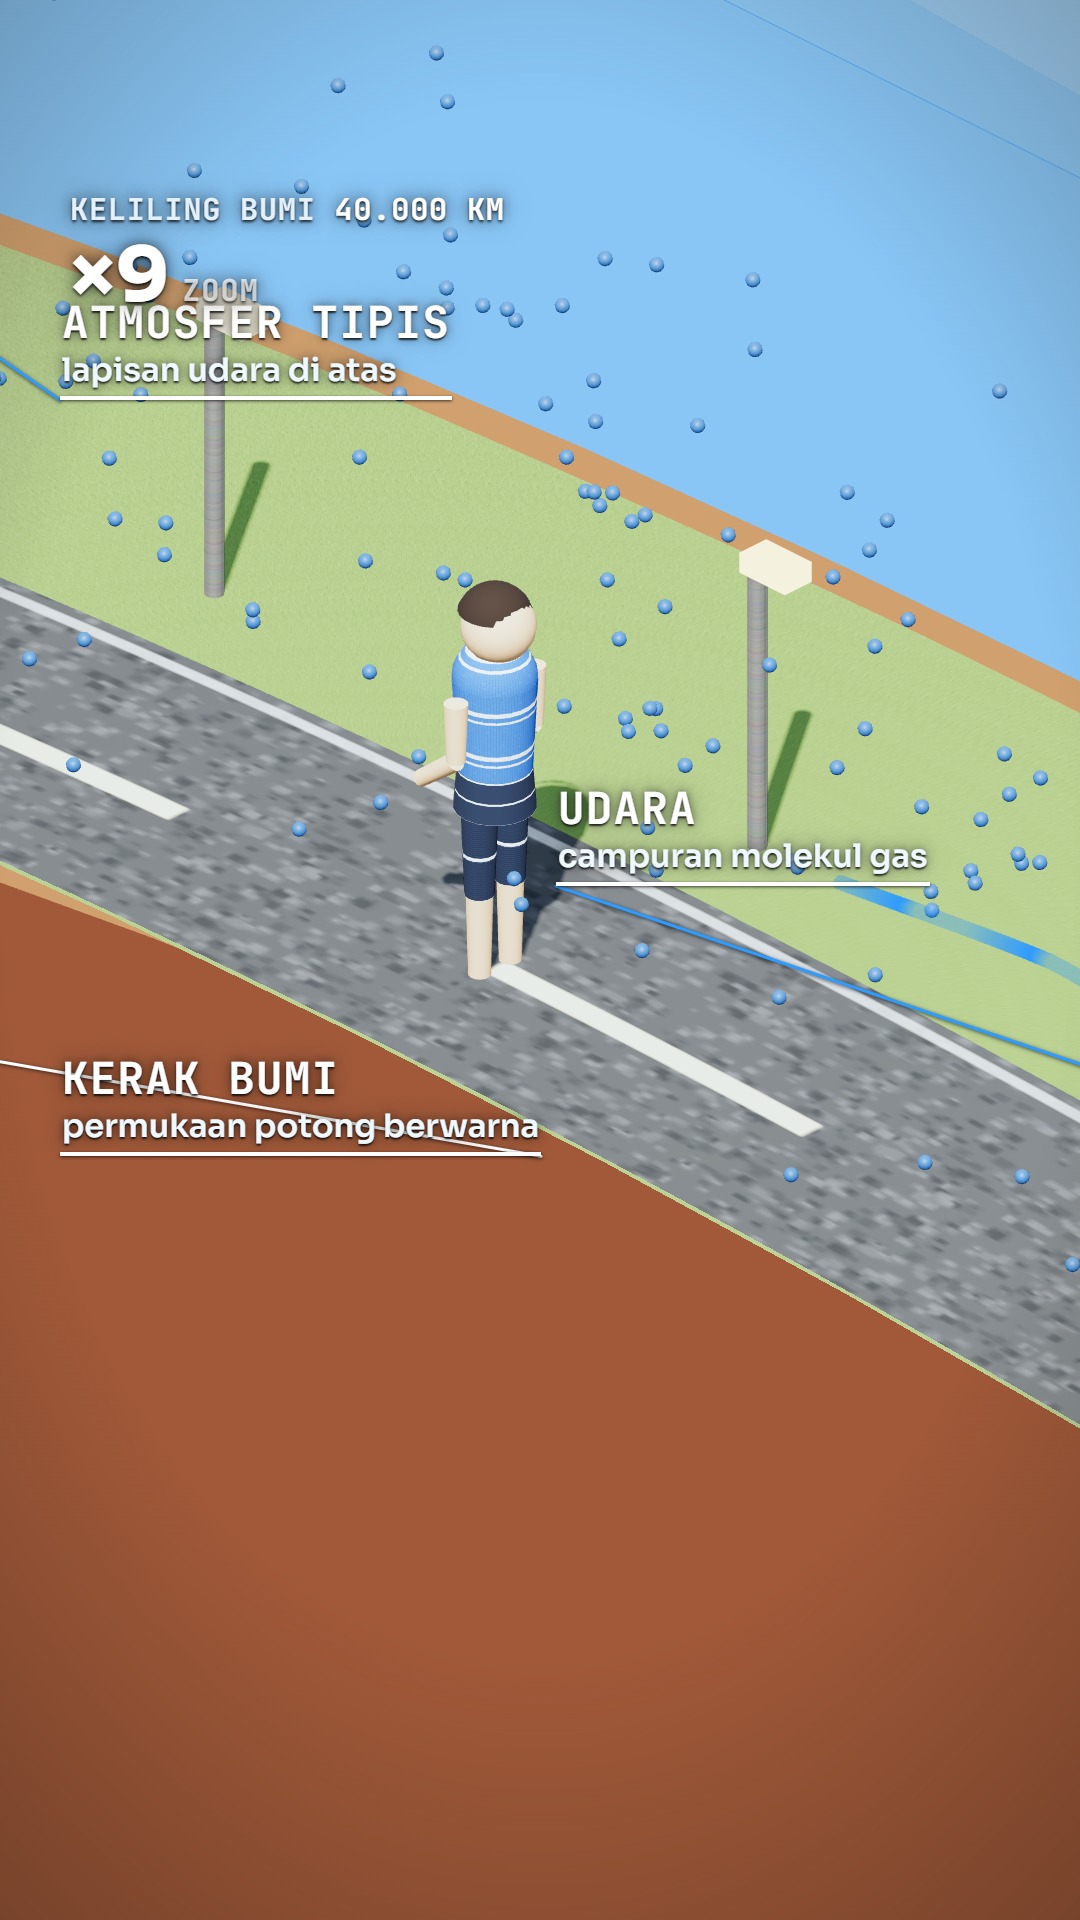 KELILING BUMI 40.000 KM
×9 ZOOM
ATMOSFER TIPIS
lapisan udara di atas
UDARA
campuran molekul gas
KERAK BUMI
permukaan potong berwarna